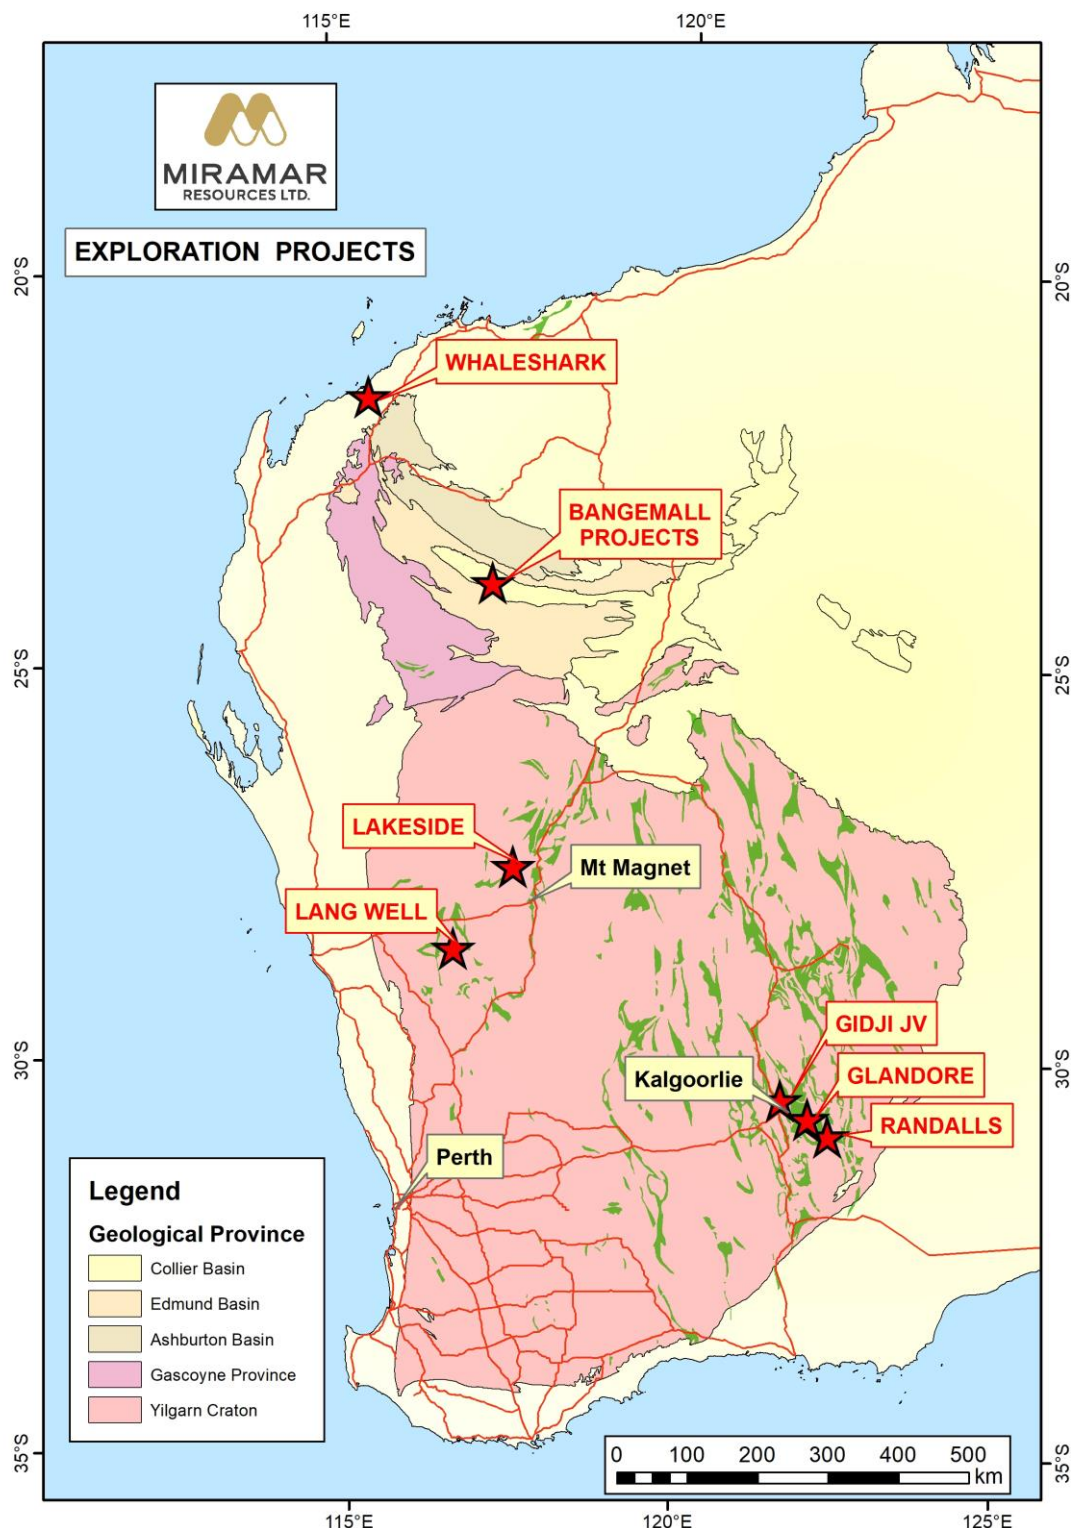 115°E
120°E
MIRAMAR
RESOURCES LTD.
EXPLORATION PROJECTS
20°S
20°S
WHALESHARK
BANGEMALL
PROJECTS
25°S
25°S
LAKESIDE
Mt Magnet
LANG WELL
GIDJI JV
30°S
30°S
Kalgoorlie
GLANDORE
RANDALLS
Perth
Legend
Geological Province
Collier Basin
Edmund Basin
Ashburton Basin
Gascoyne Province
Yilgarn Craton
35°S
35°S
0 100 200 300 400 500
km
115°E
120°E
125°E